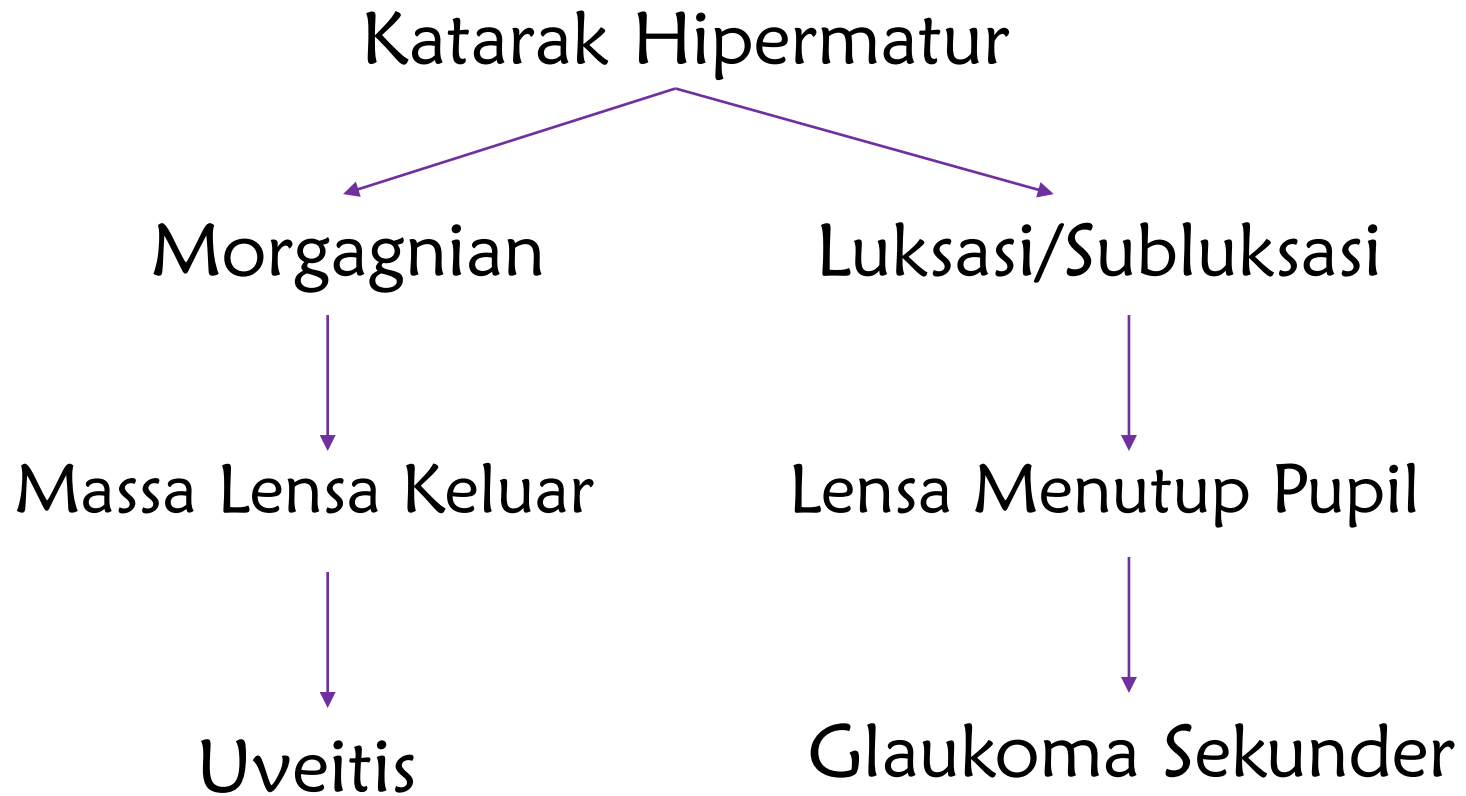 Katarak Hipermatur
Morgagnian
Luksasi/Subluksasi
Massa Lensa Keluar
Lensa Menutup Pupil
Uveitis
Glaukoma Sekunder